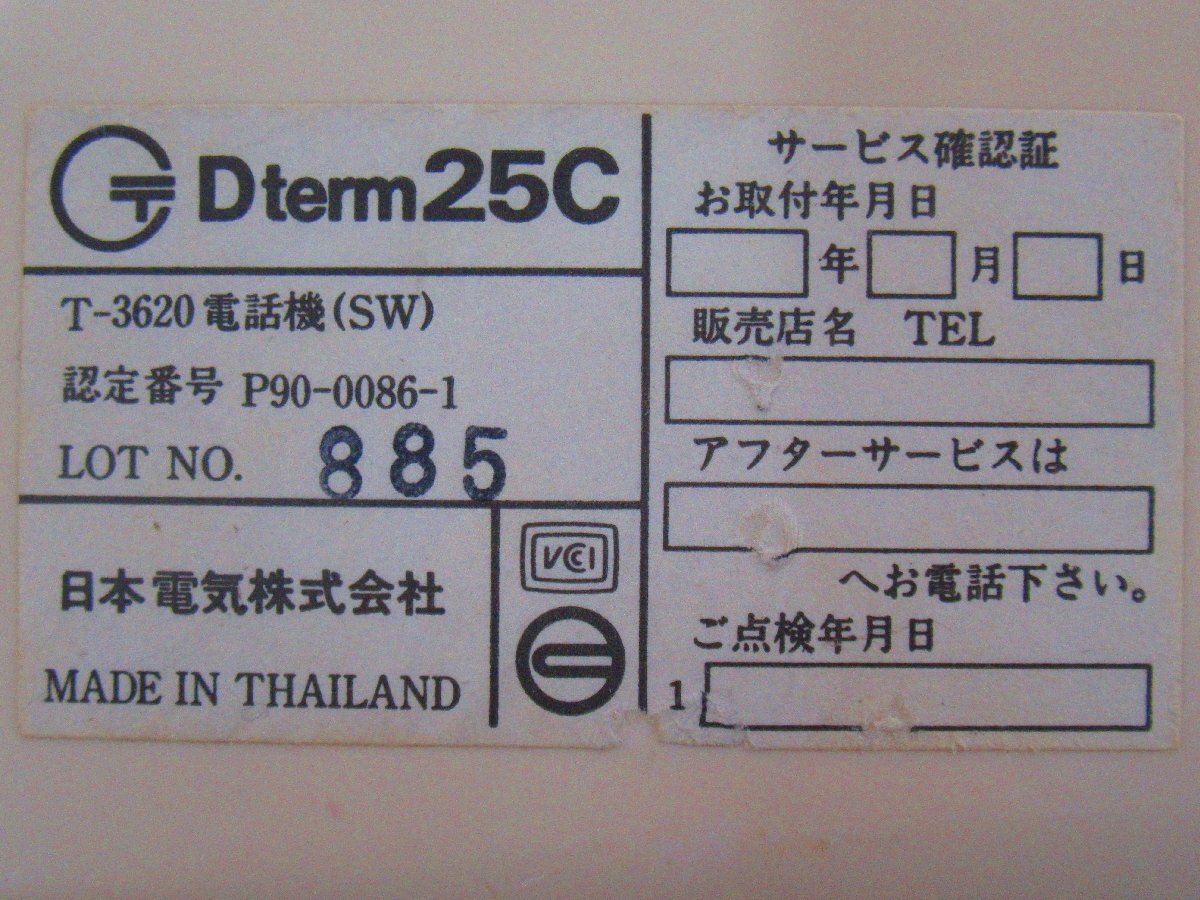 Dterm25C
T-3620 電話機(SW)
認定番号 P90-0086-1
LOT NO. 885
日本電気株式会社
MADE IN THAILAND
VCCI
サービス確認証
お取付年月日
年 月 日
販売店名 TEL
アフターサービスは
へお電話下さい。
ご点検年月日
1